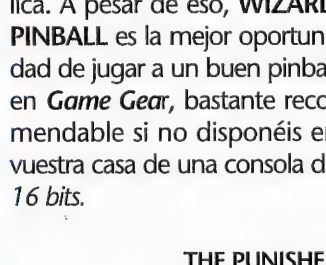 lica. A pesar de eso, WIZARD
PINBALL es la mejor oportun
dad de jugar a un buen pinba
en Game Gear, bastante reco
mendable si no disponéis en
vuestra casa de una consola d
16 bits.
THE PUNISHE